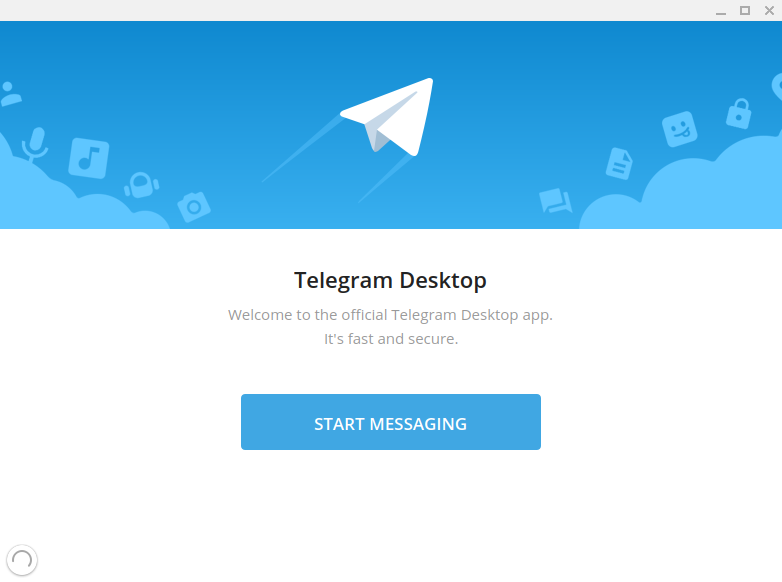 Telegram Desktop
Welcome to the official Telegram Desktop app.
It's fast and secure.
START MESSAGING